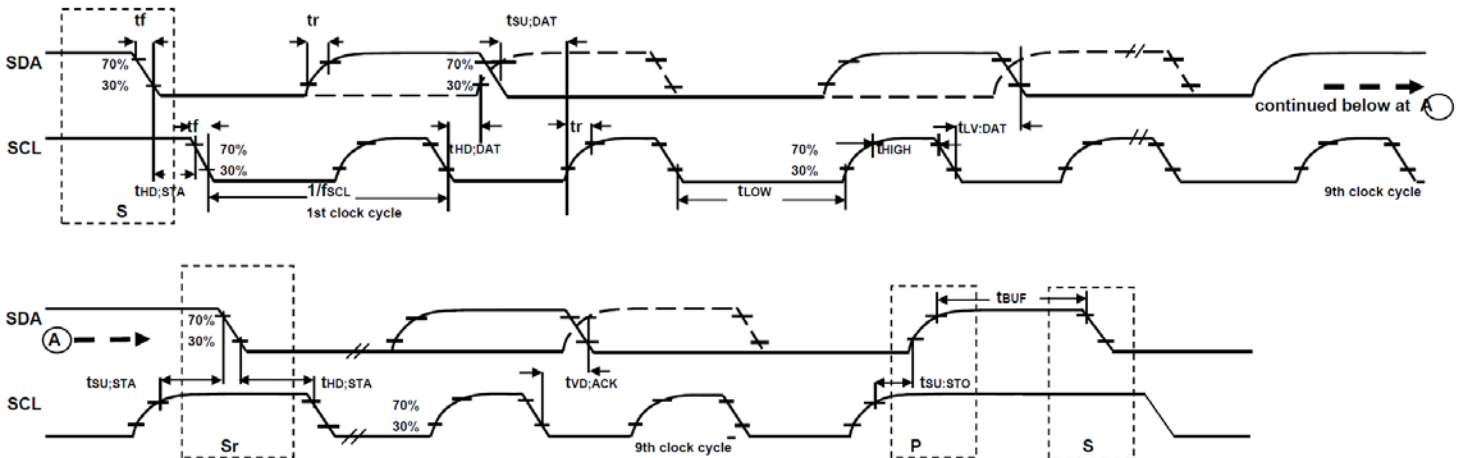 tf tr tSU;DAT
SDA 70% 70%
30% 30%
continued below at A
tf tHD;DAT tr tHIGH tLV:DAT
SCL 70% 70%
30% 30%
tHD;STA 1/fSCL tLOW
S 1st clock cycle 9th clock cycle
tBUF
SDA 70%
A 30%
tSU;STA tHD;STA tVD;ACK tSU:STO
SCL 70%
30%
Sr 9th clock cycle P S